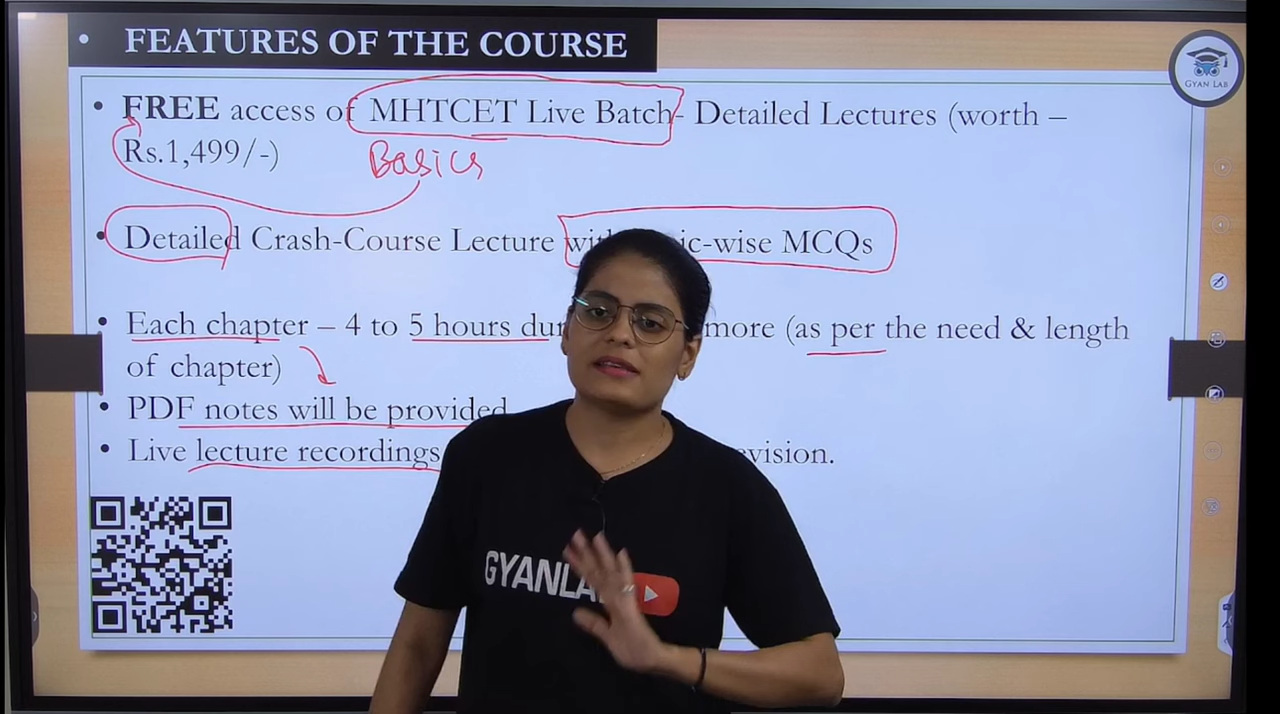 • FEATURES OF THE COURSE
GYAN LAB
• FREE access of MHTCET Live Batch- Detailed Lectures (worth –
Rs.1,499/-)
Basics
• Detailed Crash-Course Lecture with -wise MCQs
• Each chapter – 4 to 5 hours more (as per the need & length
of chapter)
• PDF notes will be provided
• Live lecture recordings
GYANLA